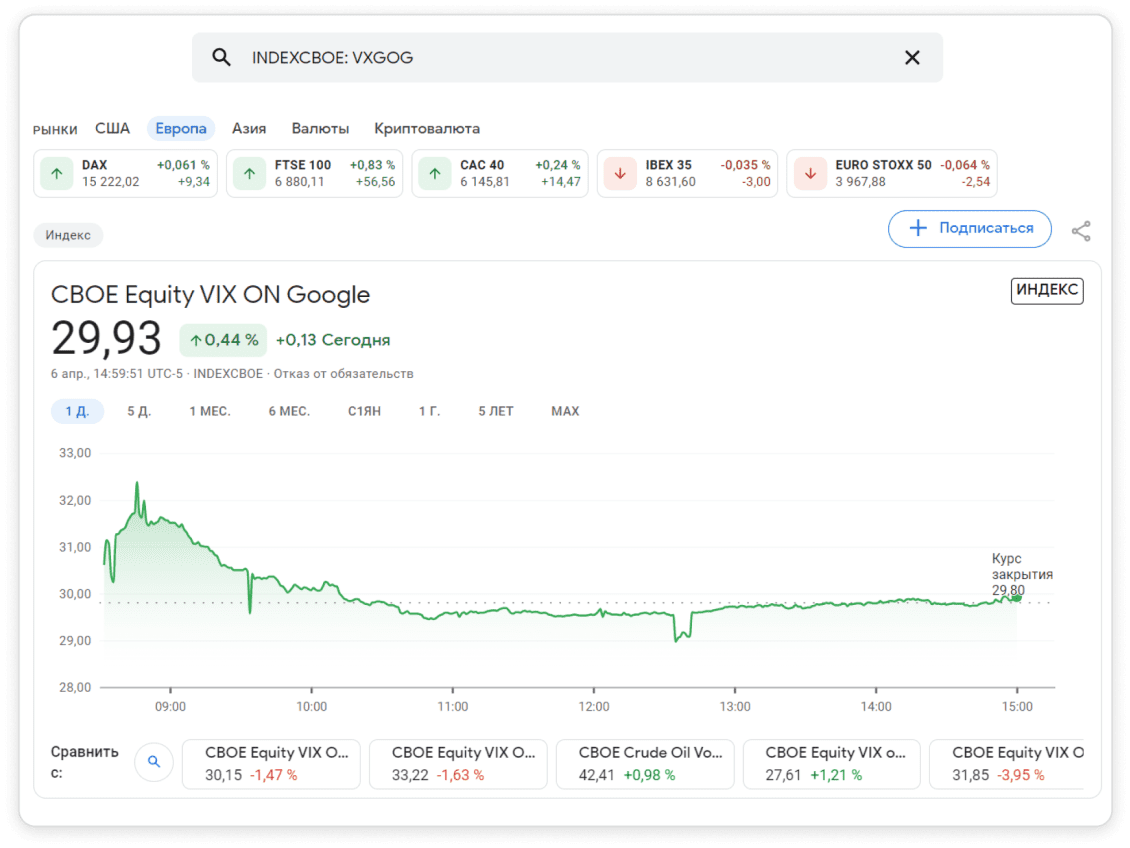 INDEXCBOE: VXGOG
РЫНКИ США Европа Азия Валюты Криптовалюта
DAX +0,061 % FTSE 100 +0,83 % CAC 40 +0,24 % IBEX 35 -0,035 % EURO STOXX 50 -0,064 %
15 222,02 +9,34 6 880,11 +56,56 6 145,81 +14,47 8 631,60 -3,00 3 967,88 -2,54
Индекс
Подписаться
CBOE Equity VIX ON Google
ИНДЕКС
29,93 0,44 % +0,13 Сегодня
6 апр., 14:59:51 UTC-5 · INDEXCBOE · Отказ от обязательств
1 Д. 5 Д. 1 МЕС. 6 МЕС. С1ЯН 1 Г. 5 ЛЕТ MAX
33,00
32,00
31,00
30,00
29,00
28,00
Курс
закрытия
29,80
09:00 10:00 11:00 12:00 13:00 14:00 15:00
Сравнить
с:
CBOE Equity VIX O... CBOE Equity VIX O... CBOE Crude Oil Vo... CBOE Equity VIX o... CBOE Equity VIX O
30,15 -1,47 % 33,22 -1,63 % 42,41 +0,98 % 27,61 +1,21 % 31,85 -3,95 %